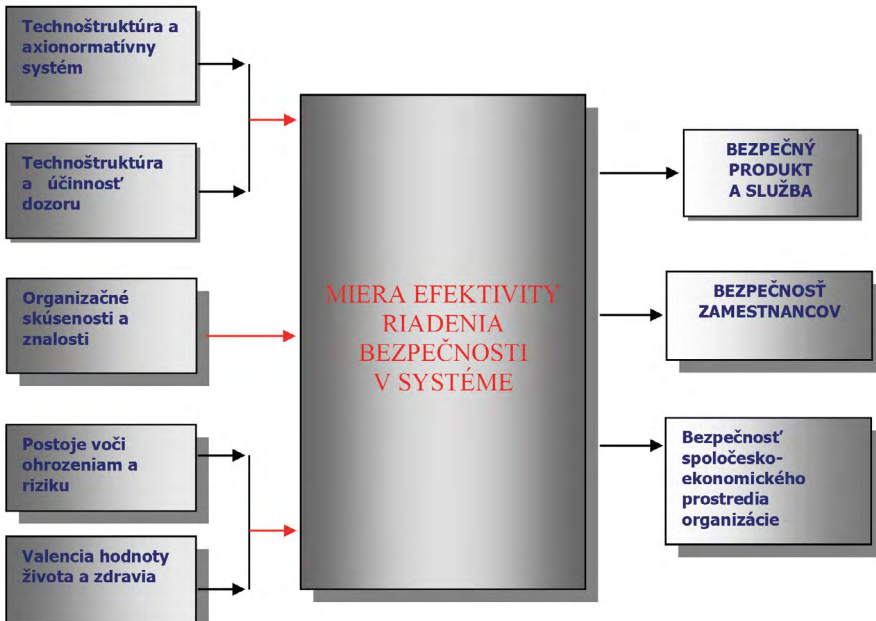 Technoštruktúra a
axionormatívny
systém
Technoštruktúra
a účinnosť
dozoru
Organizačné
skúsenosti a
znalosti
Postoje voči
ohrozeniam a
riziku
Valencia hodnoty
života a zdravia
MIERA EFEKTIVITY
RIADENIA
BEZPEČNOSTI
V SYSTÉME
BEZPEČNÝ
PRODUKT
A SLUŽBA
BEZPEČNOSŤ
ZAMESTNANCOV
Bezpečnosť
spoločesko-
ekonomického
prostredia
organizácie